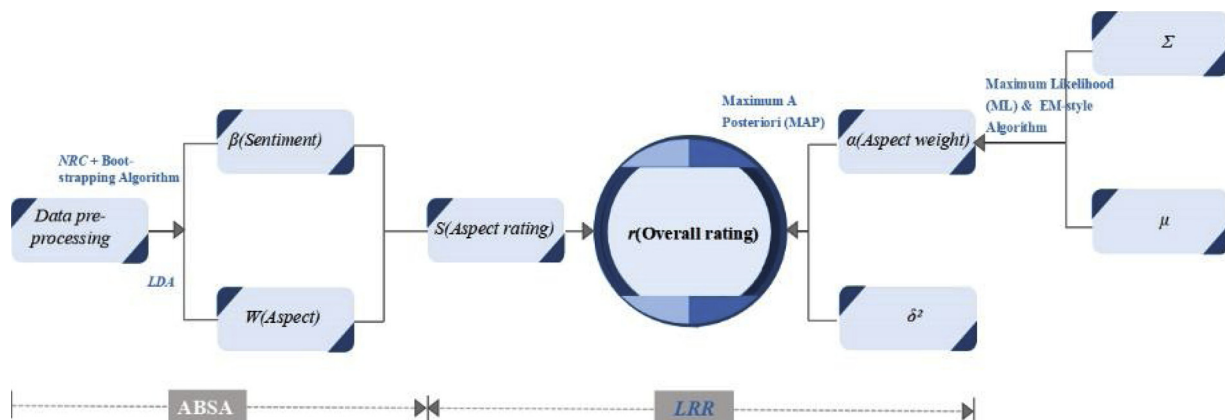 Σ
Maximum Likelihood
(ML) & EM-style
Algorithm
Maximum A
Posteriori (MAP)
β(Sentiment)
α(Aspect weight)
NRC + Boot-
strapping Algorithm
Data pre-
processing
S(Aspect rating)
r(Overall rating)
μ
LDA
W(Aspect)
δ²
ABSA
LRR